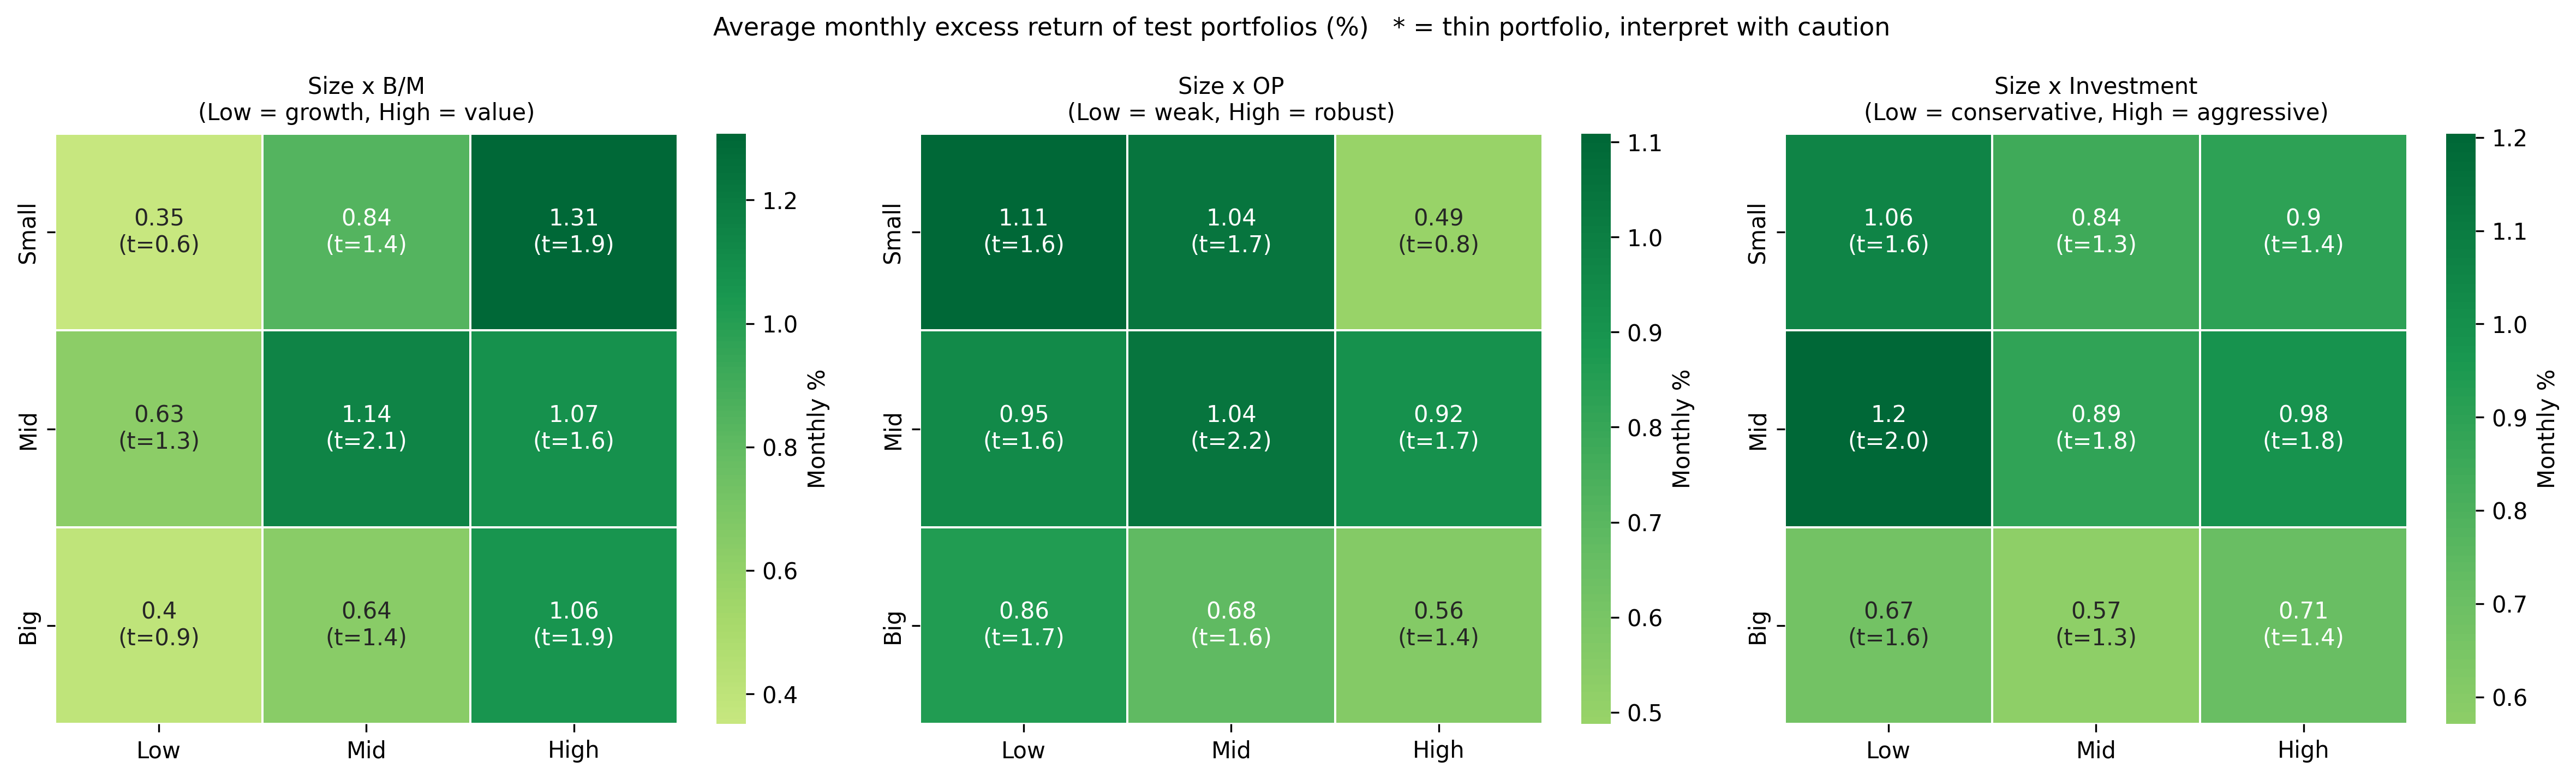 Average monthly excess return of test portfolios (%)   * = thin portfolio, interpret with caution
Size x B/M
(Low = growth, High = value)
Small
0.35
(t=0.6)
0.84
(t=1.4)
1.31
(t=1.9)
Mid
0.63
(t=1.3)
1.14
(t=2.1)
1.07
(t=1.6)
Big
0.4
(t=0.9)
0.64
(t=1.4)
1.06
(t=1.9)
Low
Mid
High
1.2
1.0
0.8
0.6
0.4
Monthly %
Size x OP
(Low = weak, High = robust)
Small
1.11
(t=1.6)
1.04
(t=1.7)
0.49
(t=0.8)
Mid
0.95
(t=1.6)
1.04
(t=2.2)
0.92
(t=1.7)
Big
0.86
(t=1.7)
0.68
(t=1.6)
0.56
(t=1.4)
Low
Mid
High
1.1
1.0
0.9
0.8
0.7
0.6
0.5
Monthly %
Size x Investment
(Low = conservative, High = aggressive)
Small
1.06
(t=1.6)
0.84
(t=1.3)
0.9
(t=1.4)
Mid
1.2
(t=2.0)
0.89
(t=1.8)
0.98
(t=1.8)
Big
0.67
(t=1.6)
0.57
(t=1.3)
0.71
(t=1.4)
Low
Mid
High
1.2
1.1
1.0
0.9
0.8
0.7
0.6
Monthly %